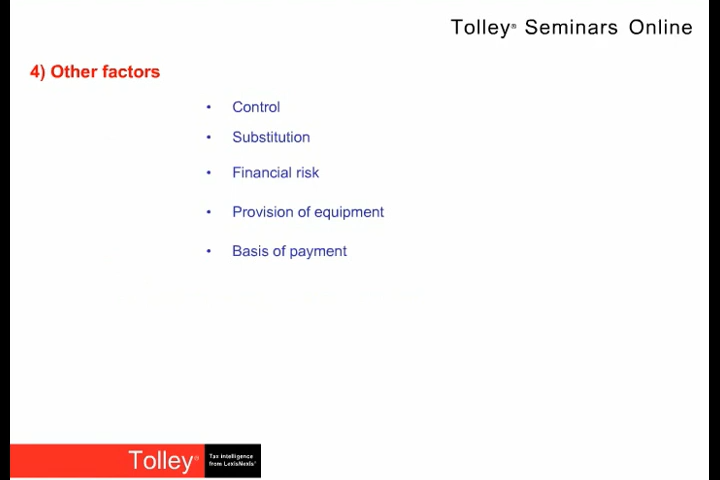 Tolley® Seminars Online
4) Other factors
• Control
• Substitution
• Financial risk
• Provision of equipment
• Basis of payment
Tolley®
Tax intelligence
from LexisNexis®